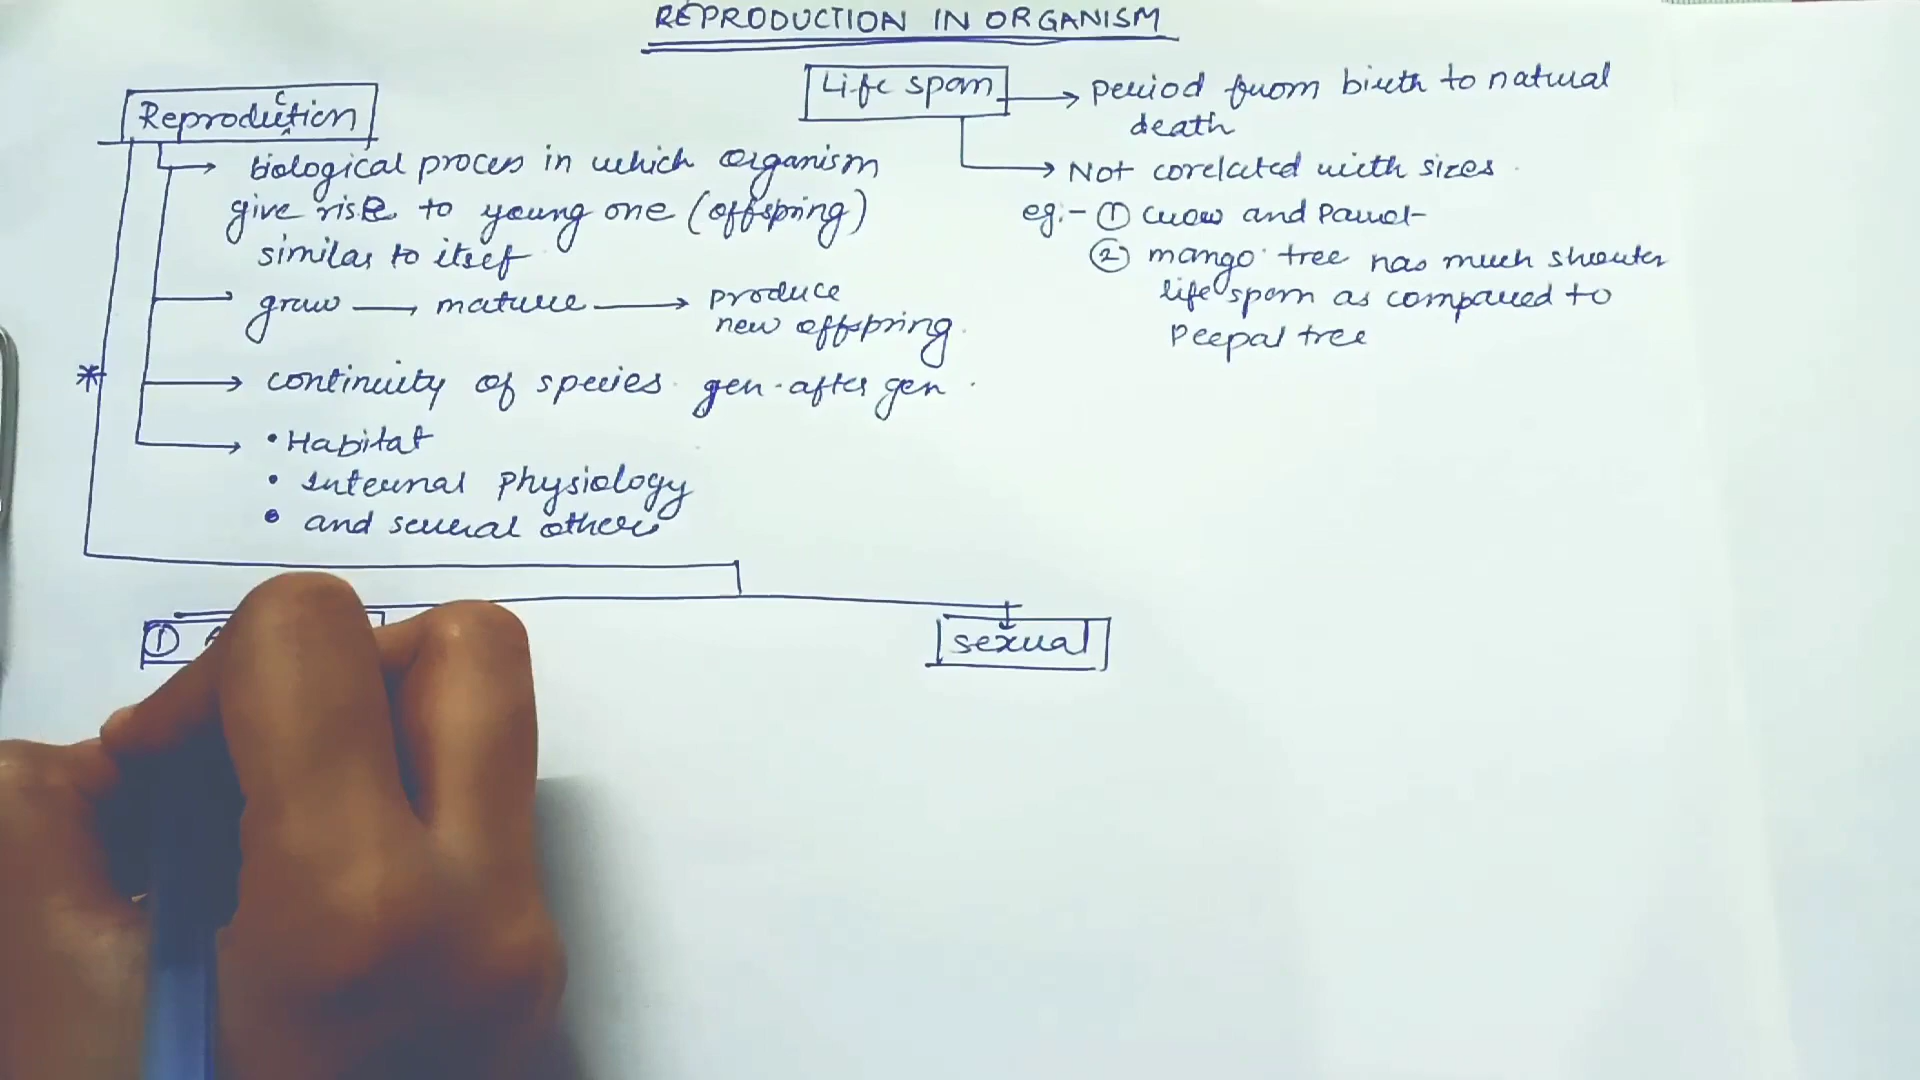 REPRODUCTION IN ORGANISM
Reproduction
biological proces in which organism
give rise to young one (offspring)
similar to itself
grow → mature → produce
new offspring.
* → continuity of species gen. after gen.
• Habitat
• Internal Physiology
• and several others
①
sexual
Life span → Period from birth to natural
death
→ Not corelated with sizes.
eg:- ① Crow and Parrot
② mango tree has much shorter
life span as compared to
Peepal tree